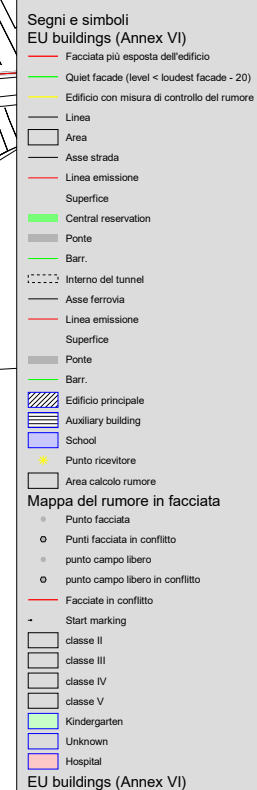 Segni e simboli
EU buildings (Annex VI)
Facciata più esposta dell'edificio
Quiet facade (level < loudest facade - 20)
Edificio con misura di controllo del rumore
Linea
Area
Asse strada
Linea emissione
Superfice
Central reservation
Ponte
Barr.
Interno del tunnel
Asse ferrovia
Linea emissione
Superfice
Ponte
Barr.
Edificio principale
Auxiliary building
School
Punto ricevitore
Area calcolo rumore
Mappa del rumore in facciata
Punto facciata
Punti facciata in conflitto
punto campo libero
punto campo libero in conflitto
Facciate in conflitto
Start marking
classe II
classe III
classe IV
classe V
Kindergarten
Unknown
Hospital
EU buildings (Annex VI)